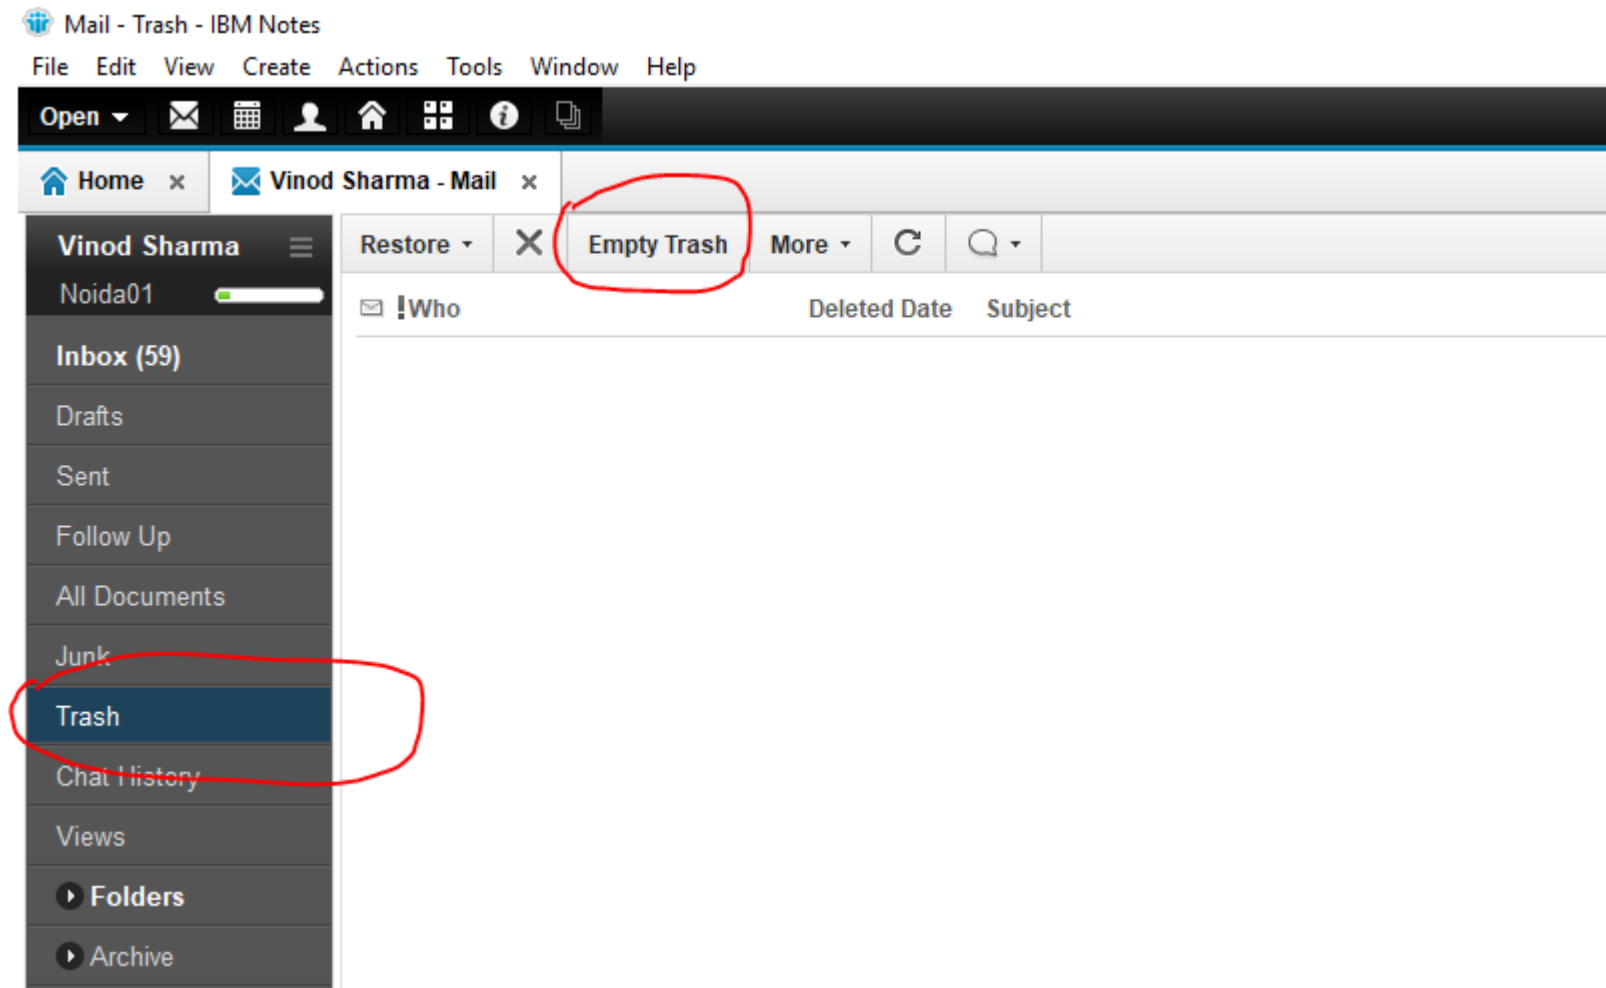 Mail - Trash - IBM Notes
File Edit View Create Actions Tools Window Help
Open
Home × Vinod Sharma - Mail ×
Vinod Sharma
Restore Empty Trash More
Noida01
! Who Deleted Date Subject
Inbox (59)
Drafts
Sent
Follow Up
All Documents
Junk
Trash
Chat History
Views
Folders
Archive